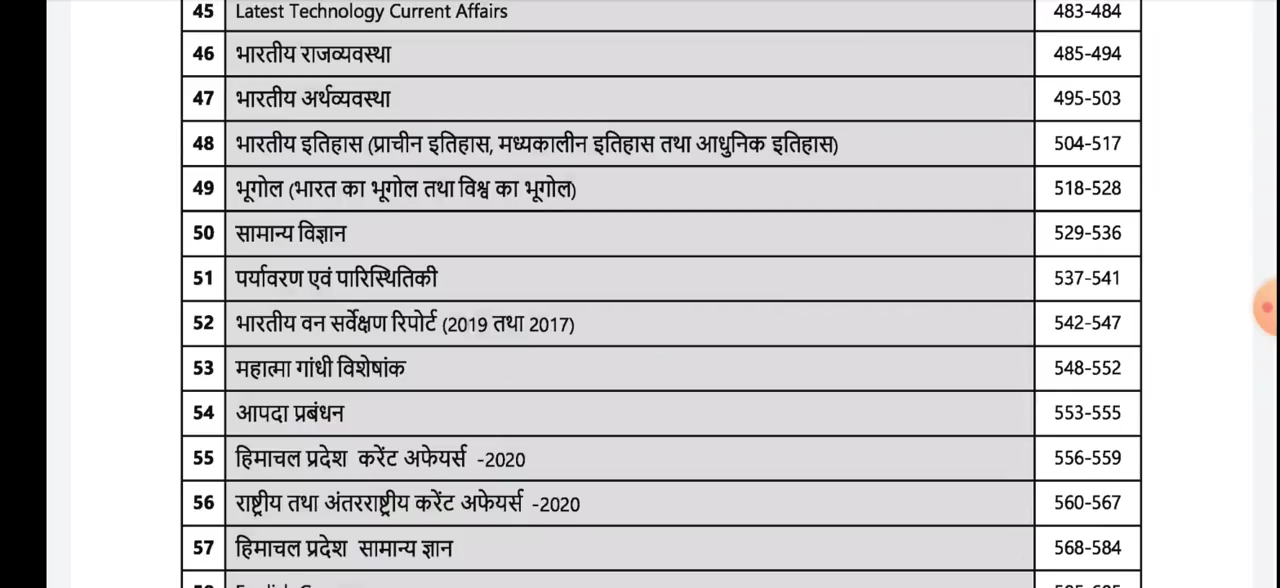 45 Latest Technology Current Affairs 483-484
46 भारतीय राजव्यवस्था 485-494
47 भारतीय अर्थव्यवस्था 495-503
48 भारतीय इतिहास (प्राचीन इतिहास, मध्यकालीन इतिहास तथा आधुनिक इतिहास) 504-517
49 भूगोल (भारत का भूगोल तथा विश्व का भूगोल) 518-528
50 सामान्य विज्ञान 529-536
51 पर्यावरण एवं पारिस्थितिकी 537-541
52 भारतीय वन सर्वेक्षण रिपोर्ट (2019 तथा 2017) 542-547
53 महात्मा गांधी विशेषांक 548-552
54 आपदा प्रबंधन 553-555
55 हिमाचल प्रदेश करेंट अफेयर्स -2020 556-559
56 राष्ट्रीय तथा अंतरराष्ट्रीय करेंट अफेयर्स -2020 560-567
57 हिमाचल प्रदेश सामान्य ज्ञान 568-584